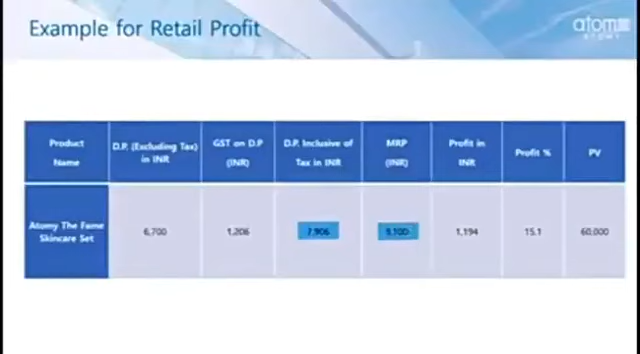 Example for Retail Profit
atom
Product Name
D.P. (Excluding Tax) in INR
GST on D.P (INR)
D.P. Inclusive of Tax in INR
MRP (INR)
Profit in INR
Profit %
PV
Atomy The Fame Skincare Set
6,700
1,206
7,906
9,100
1,194
15.1
60,000